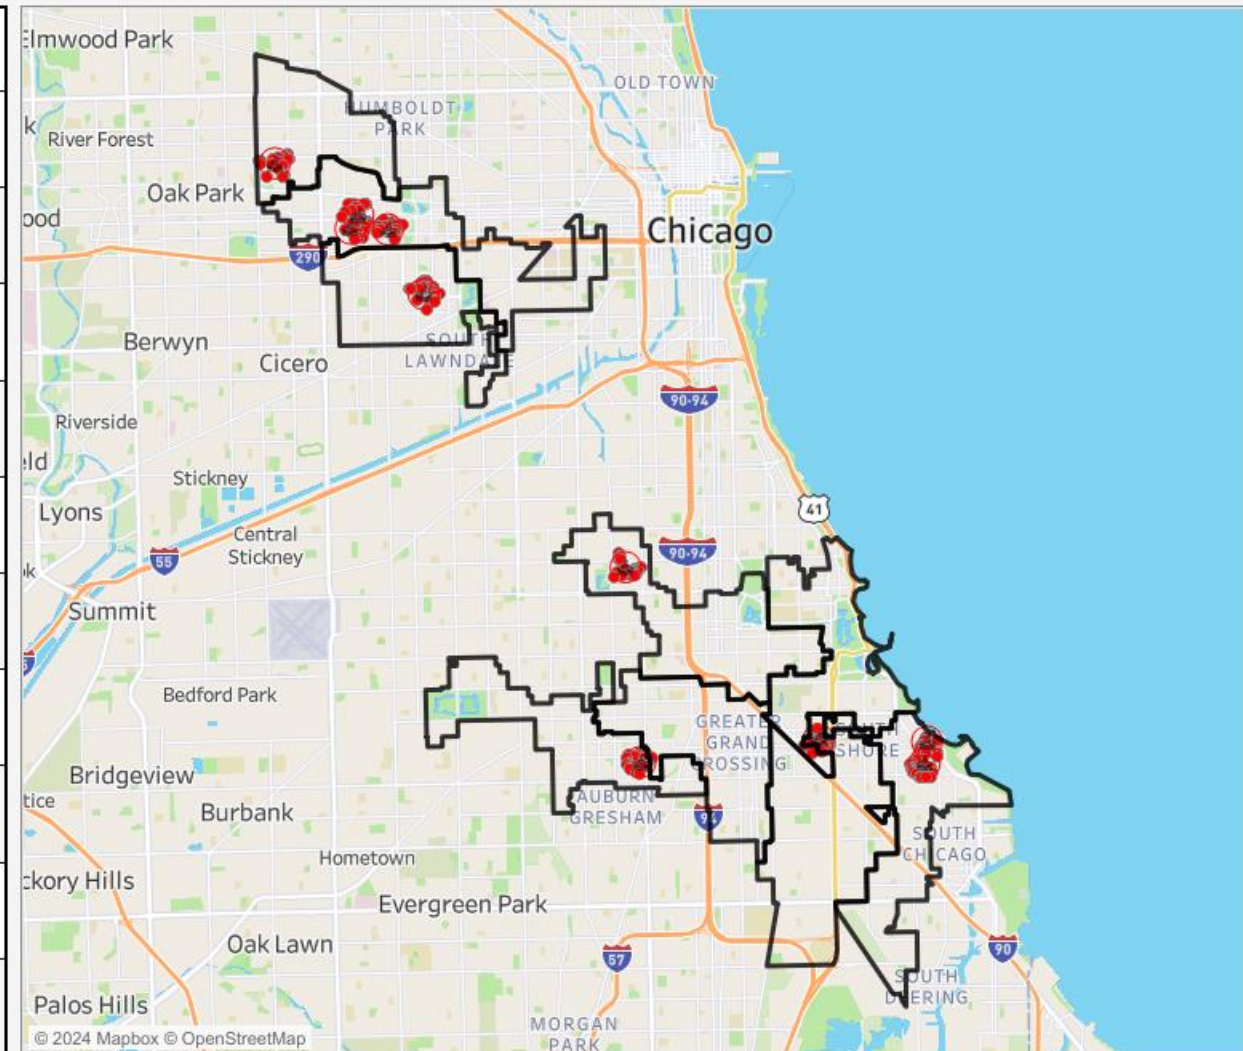 Elmwood Park
OLD TOWN
HUMBOLDT
PARK
River Forest
Oak Park
Chicago
290
Berwyn
Cicero
SOUTH
LAWNDALE
90-94
Riverside
Stickney
Lyons
41
Central
Stickney
90-94
55
Summit
Bedford Park
GREATER
GRAND
CROSSING
SOUTH
SHORE
Bridgeview
AUBURN
GRESHAM
Burbank
94
SOUTH
CHICAGO
Hometown
ckory Hills
Evergreen Park
Oak Lawn
57
90
SOUTH
DEERING
Palos Hills
MORGAN
PARK
© 2024 Mapbox © OpenStreetMap